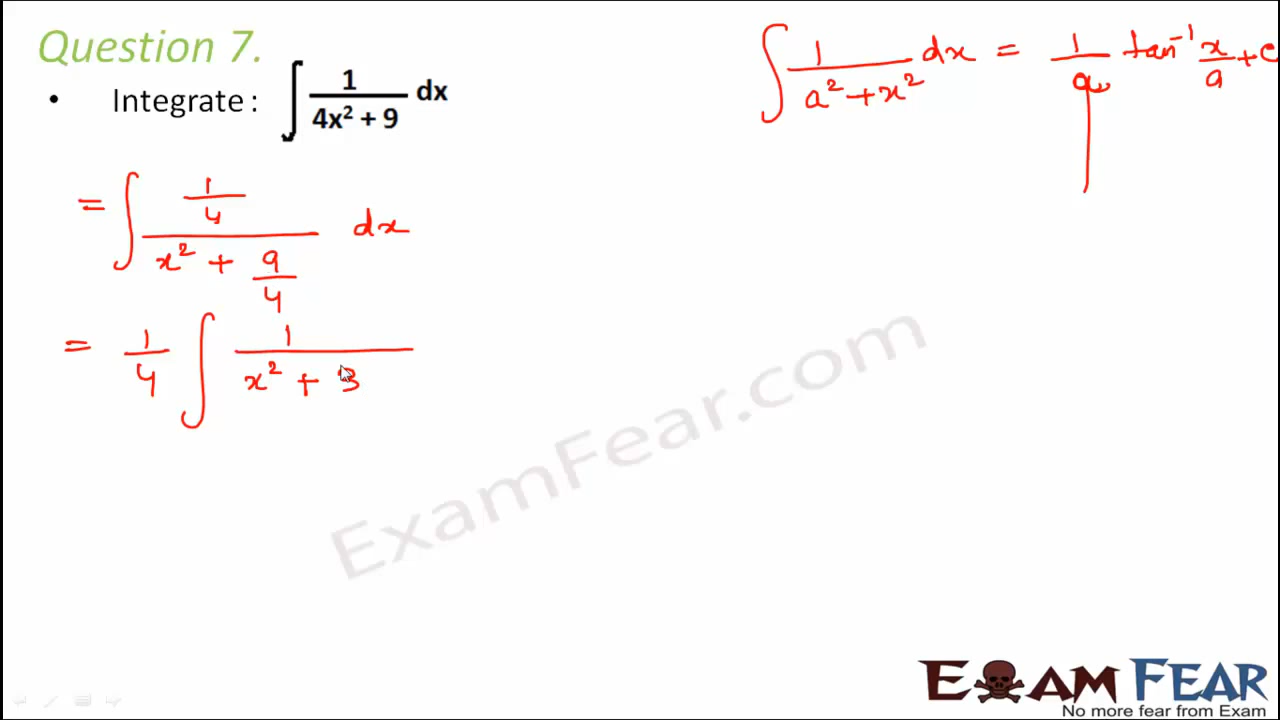 Question 7.
• Integrate : ∫ 1/(4x² + 9) dx
∫ 1/(a² + x²) dx = 1/a tan⁻¹ x/a + c
= ∫ (1/4)/(x² + 9/4) dx
= 1/4 ∫ 1/(x² + 3
ExamFear.com
EXAM FEAR
No more fear from Exam